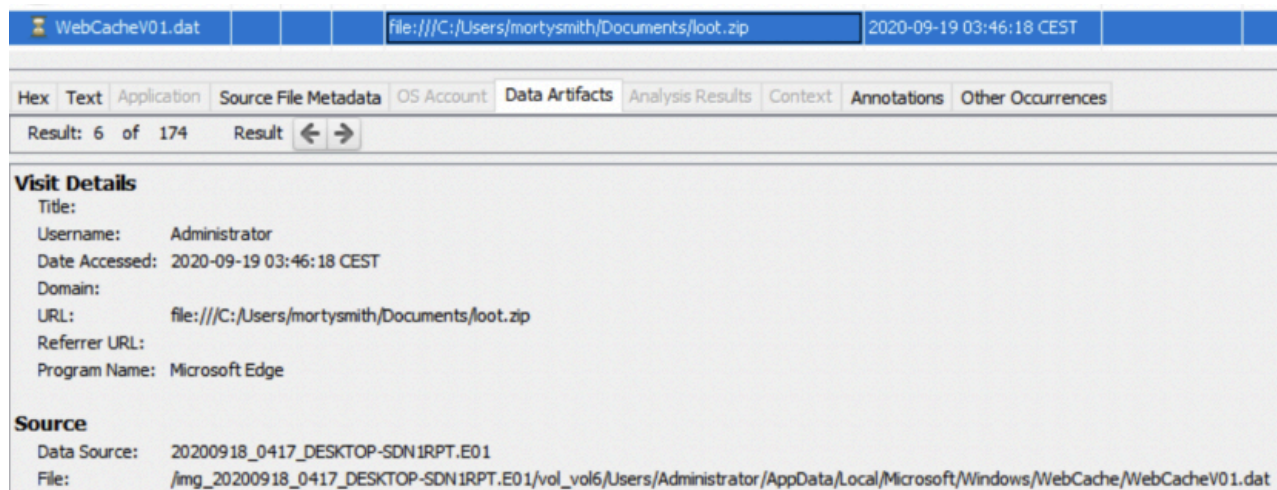 WebCacheV01.dat file:///C:/Users/mortysmith/Documents/loot.zip 2020-09-19 03:46:18 CEST
Hex Text Application Source File Metadata OS Account Data Artifacts Analysis Results Context Annotations Other Occurrences
Result: 6 of 174 Result
Visit Details
Title:
Username: Administrator
Date Accessed: 2020-09-19 03:46:18 CEST
Domain:
URL: file:///C:/Users/mortysmith/Documents/loot.zip
Referrer URL:
Program Name: Microsoft Edge
Source
Data Source: 20200918_0417_DESKTOP-SDN1RPT.E01
File: /img_20200918_0417_DESKTOP-SDN1RPT.E01/vol_vol6/Users/Administrator/AppData/Local/Microsoft/Windows/WebCache/WebCacheV01.dat